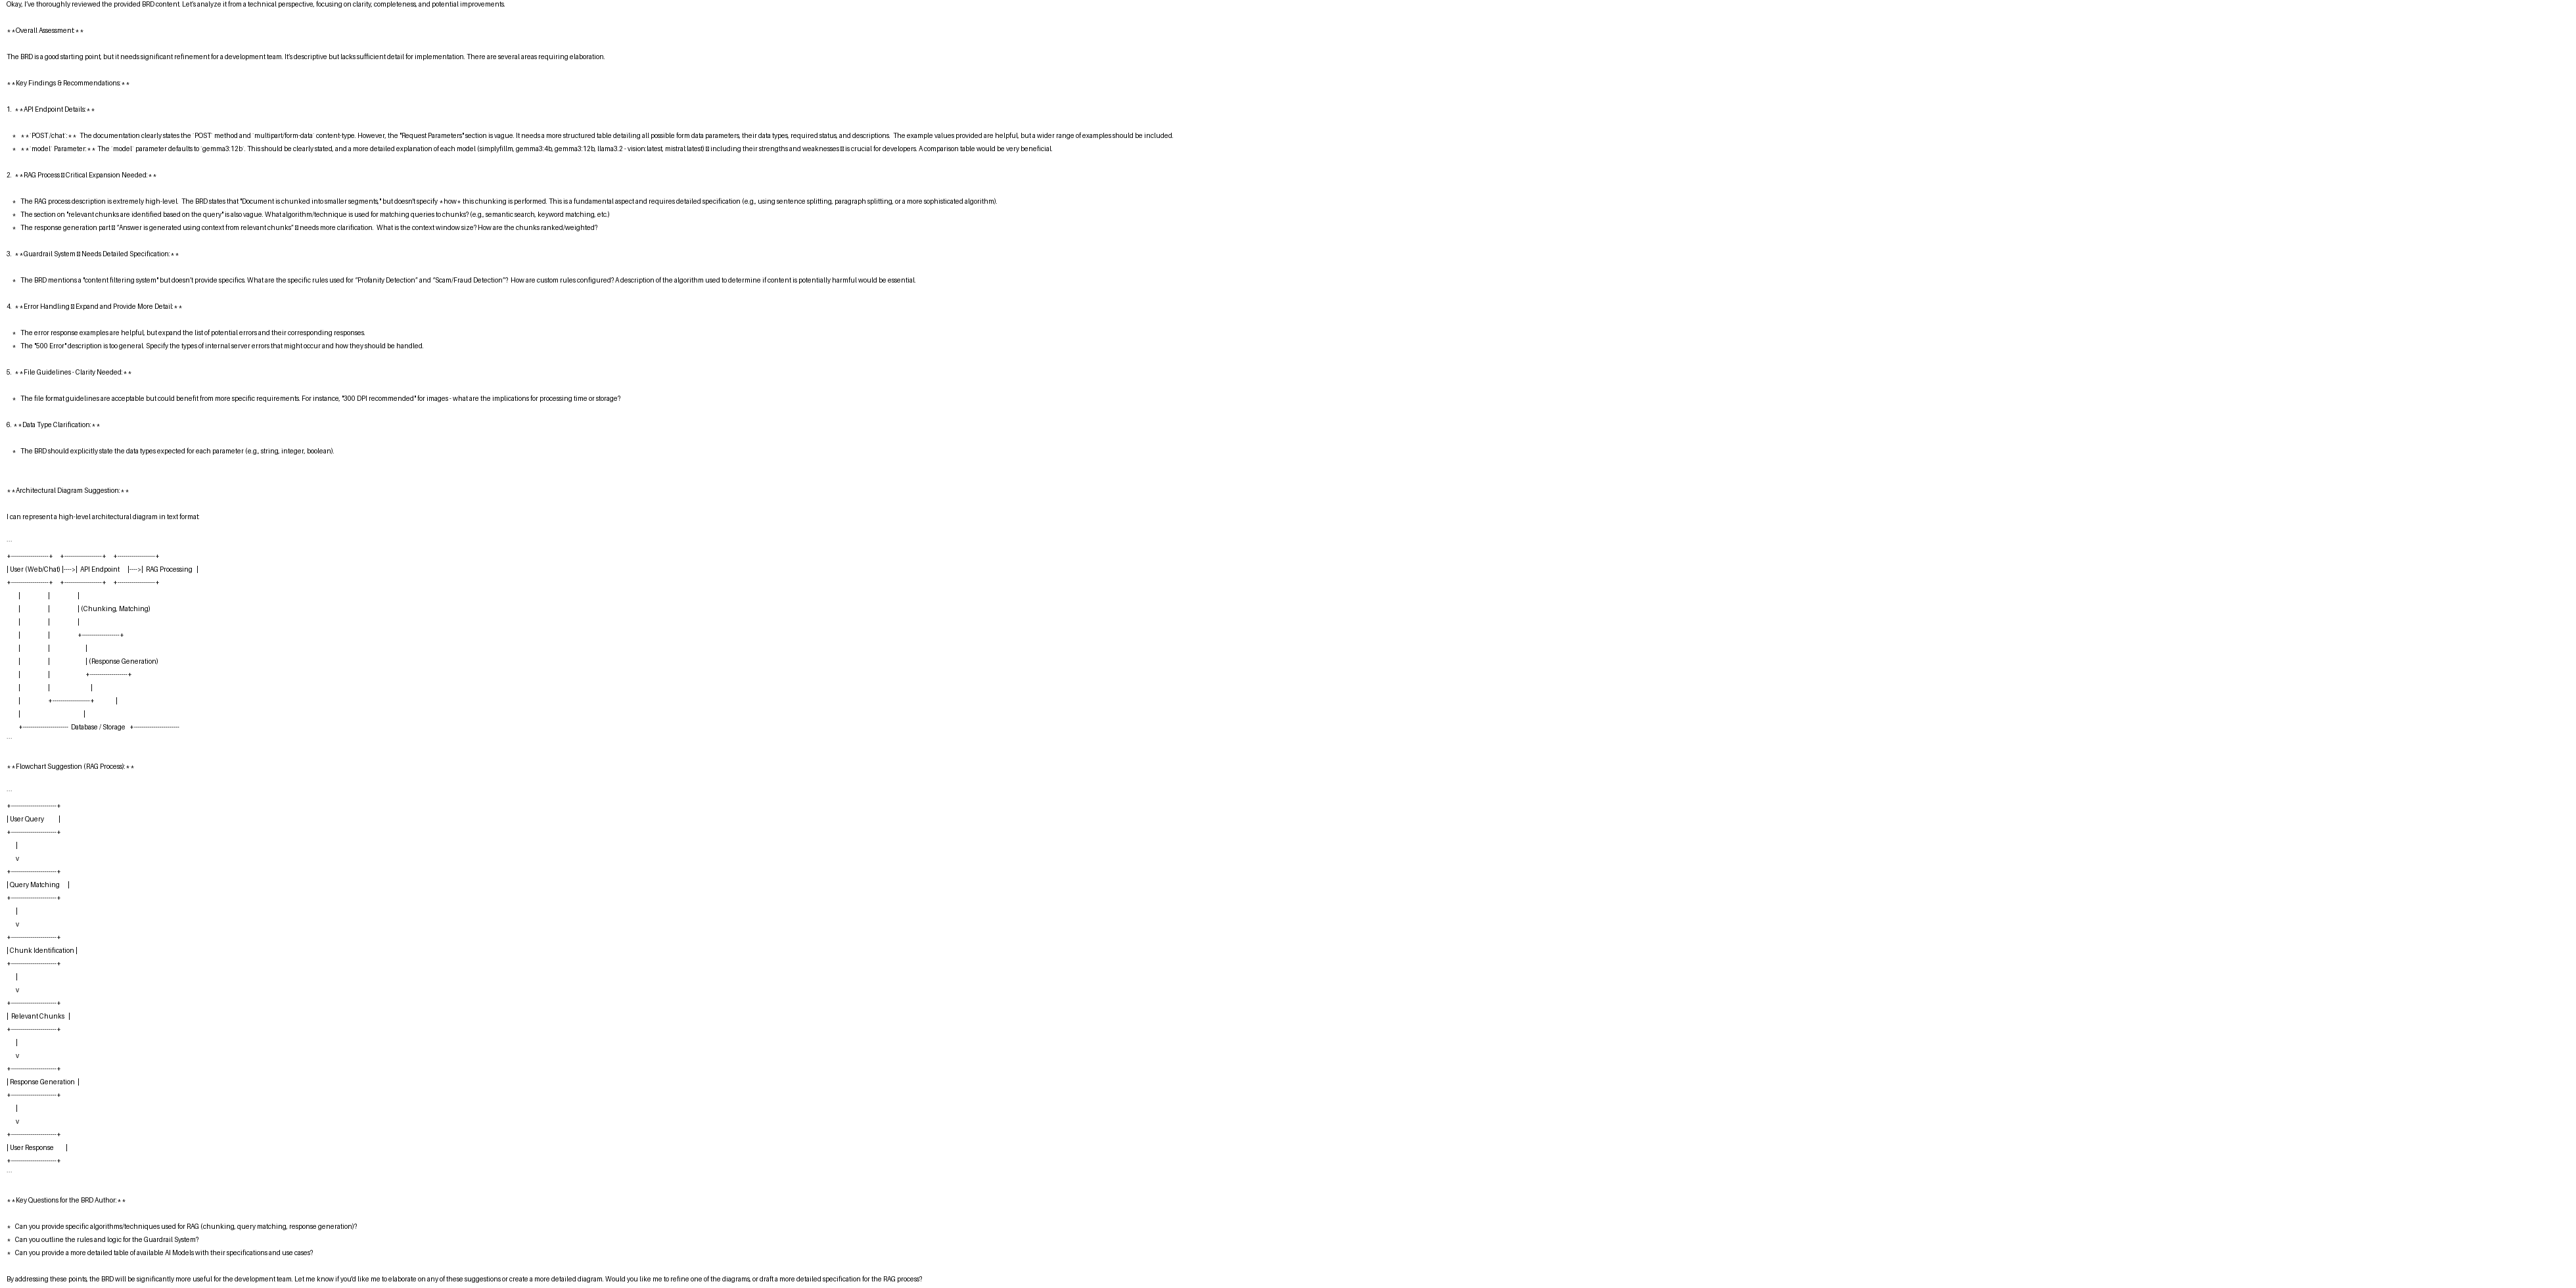 Okay, I've thoroughly reviewed the provided BRD content. Let's analyze it from a technical perspective, focusing on clarity, completeness, and potential improvements.
**Overall Assessment:**
The BRD is a good starting point, but it needs significant refinement for a development team. It's descriptive but lacks sufficient detail for implementation. There are several areas requiring elaboration.
**Key Findings & Recommendations:**
1.  **API Endpoint Details:**
*   **`POST /chat`:**  The documentation clearly states the `POST` method and `multipart/form-data` content-type. However, the "Request Parameters" section is vague. It needs a more structured table detailing all possible form data parameters, their data types, required status, and descriptions.  The example values provided are helpful, but a wider range of examples should be included.
*   **`model` Parameter:** The `model` parameter defaults to `gemma3:12b`. This should be clearly stated, and a more detailed explanation of each model (simplyfillm, gemma3:4b, gemma3:12b, llama3.2-vision:latest, mistral:latest) – including their strengths and weaknesses – is crucial for developers. A comparison table would be very beneficial.
2.  **RAG Process – Critical Expansion Needed:**
*   The RAG process description is extremely high-level.  The BRD states that "Document is chunked into smaller segments," but doesn't specify *how* this chunking is performed. This is a fundamental aspect and requires detailed specification (e.g., using sentence splitting, paragraph splitting, or a more sophisticated algorithm).
*   The section on "relevant chunks are identified based on the query" is also vague. What algorithm/technique is used for matching queries to chunks? (e.g., semantic search, keyword matching, etc.)
*   The response generation part – "Answer is generated using context from relevant chunks" – needs more clarification.  What is the context window size? How are the chunks ranked/weighted?
3.  **Guardrail System – Needs Detailed Specification:**
*   The BRD mentions a "content filtering system" but doesn't provide specifics. What are the specific rules used for "Profanity Detection" and "Scam/Fraud Detection"?  How are custom rules configured? A description of the algorithm used to determine if content is potentially harmful would be essential.
4.  **Error Handling – Expand and Provide More Detail:**
*   The error response examples are helpful, but expand the list of potential errors and their corresponding responses.
*   The "500 Error" description is too general. Specify the types of internal server errors that might occur and how they should be handled.
5.  **File Guidelines - Clarity Needed:**
*   The file format guidelines are acceptable but could benefit from more specific requirements. For instance, "300 DPI recommended" for images - what are the implications for processing time or storage?
6. **Data Type Clarification:**
*   The BRD should explicitly state the data types expected for each parameter (e.g., string, integer, boolean).
**Architectural Diagram Suggestion:**
I can represent a high-level architectural diagram in text format:
```
+-------------------+     +-------------------+     +-------------------+
| User (Web/Chat) |---->|  API Endpoint     |---->|  RAG Processing   |
+-------------------+     +-------------------+     +-------------------+
|                  |                  |
|                  |                  | (Chunking, Matching)
|                  |                  |
|                  |                  +-------------------+
|                  |                       |
|                  |                       | (Response Generation)
|                  |                       +-------------------+
|                  |                          |
|                  +-------------------+              |
|                                         |
+----------------------  Database / Storage   +----------------------
```
**Flowchart Suggestion (RAG Process):**
```
+---------------------+
| User Query         |
+---------------------+
|
v
+---------------------+
| Query Matching     |
+---------------------+
|
v
+---------------------+
| Chunk Identification |
+---------------------+
|
v
+---------------------+
|  Relevant Chunks   |
+---------------------+
|
v
+---------------------+
| Response Generation  |
+---------------------+
|
v
+---------------------+
| User Response       |
+---------------------+
```
**Key Questions for the BRD Author:**
*   Can you provide specific algorithms/techniques used for RAG (chunking, query matching, response generation)?
*   Can you outline the rules and logic for the Guardrail System?
*   Can you provide a more detailed table of available AI Models with their specifications and use cases?
By addressing these points, the BRD will be significantly more useful for the development team. Let me know if you'd like me to elaborate on any of these suggestions or create a more detailed diagram. Would you like me to refine one of the diagrams, or draft a more detailed specification for the RAG process?